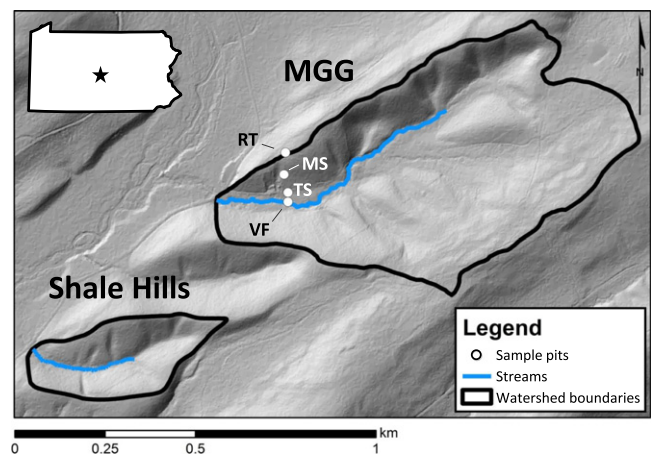 MGG
N
RT
MS
TS
VF
Shale Hills
Legend
Sample pits
Streams
Watershed boundaries
km
0 0.25 0.5 1